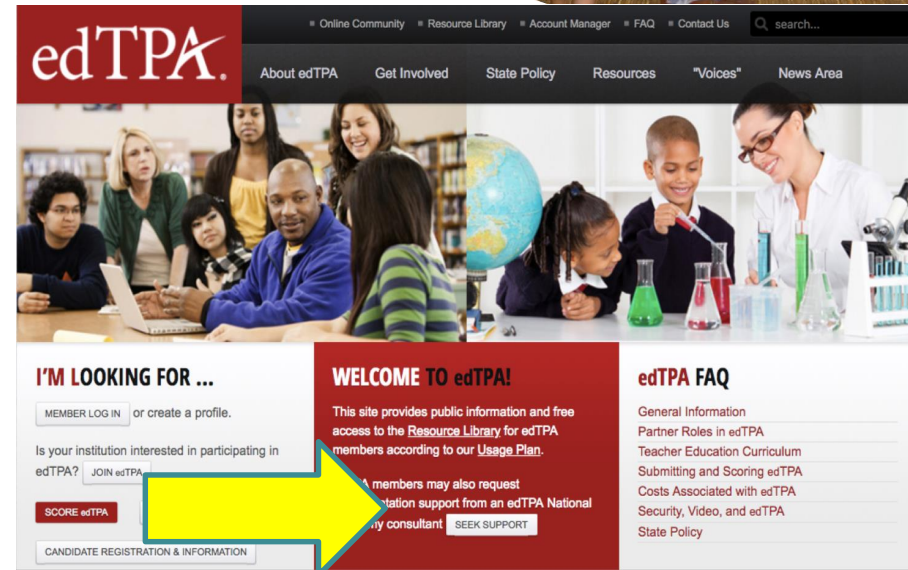 Online Community Resource Library Account Manager FAQ Contact Us search...
edTPA.
About edTPA Get Involved State Policy Resources "Voices" News Area
I'M LOOKING FOR ...
MEMBER LOG IN or create a profile.
Is your institution interested in participating in
edTPA? JOIN edTPA
SCORE edTPA
CANDIDATE REGISTRATION & INFORMATION
WELCOME TO edTPA!
This site provides public information and free
access to the Resource Library for edTPA
members according to our Usage Plan.
members may also request
support from an edTPA National
consultant SEEK SUPPORT
edTPA FAQ
General Information
Partner Roles in edTPA
Teacher Education Curriculum
Submitting and Scoring edTPA
Costs Associated with edTPA
Security, Video, and edTPA
State Policy